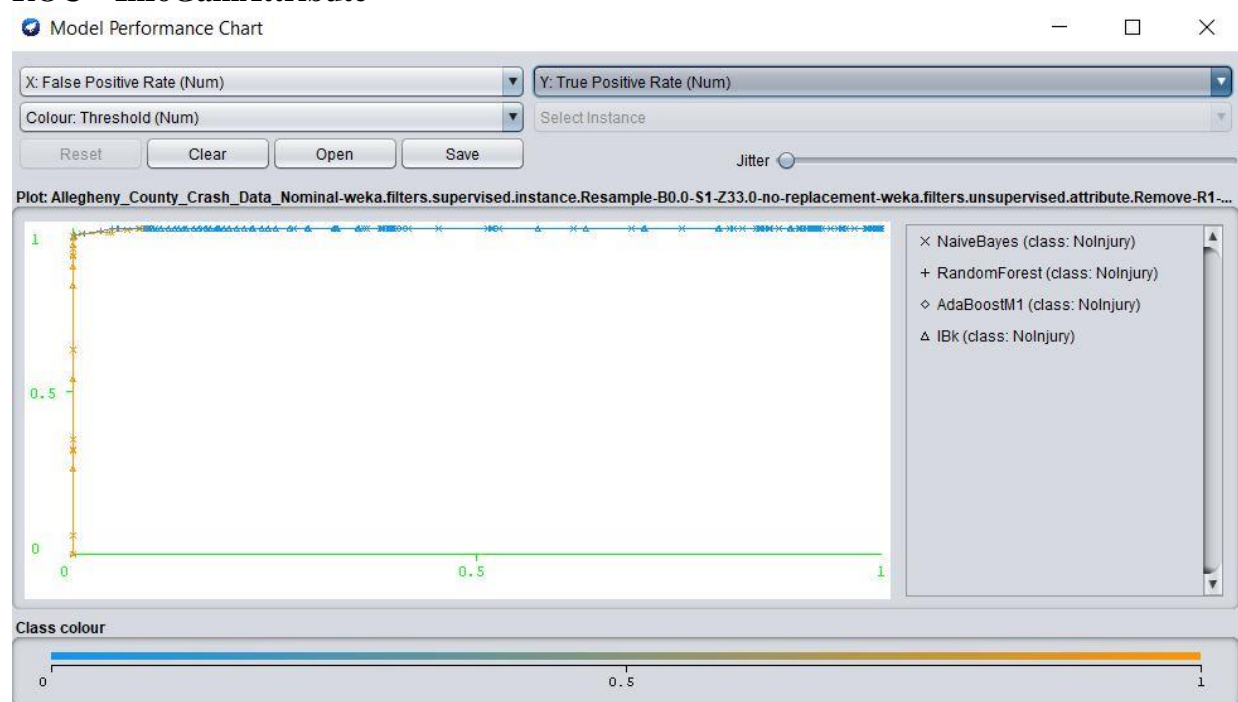 Model Performance Chart
X: False Positive Rate (Num)
Y: True Positive Rate (Num)
Colour: Threshold (Num)
Select Instance
Reset
Clear
Open
Save
Jitter
Plot: Allegheny_County_Crash_Data_Nominal-weka.filters.supervised.instance.Resample-B0.0-S1-Z33.0-no-replacement-weka.filters.unsupervised.attribute.Remove-R1-...
1
0.5
0
0
0.5
1
NaiveBayes (class: NoInjury)
RandomForest (class: NoInjury)
AdaBoostM1 (class: NoInjury)
IBk (class: NoInjury)
Class colour
0
0.5
1